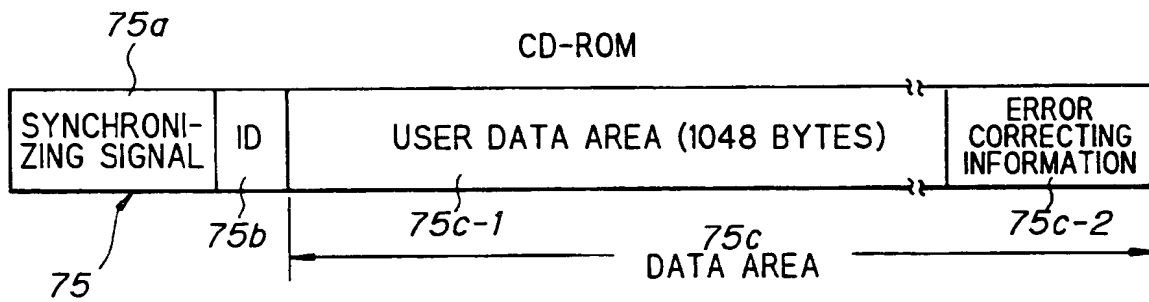 75a
CD-ROM
SYNCHRONI-
ZING SIGNAL
ID
USER DATA AREA (1048 BYTES)
ERROR
CORRECTING
INFORMATION
75b
75c-1
75c
75c-2
DATA AREA
75